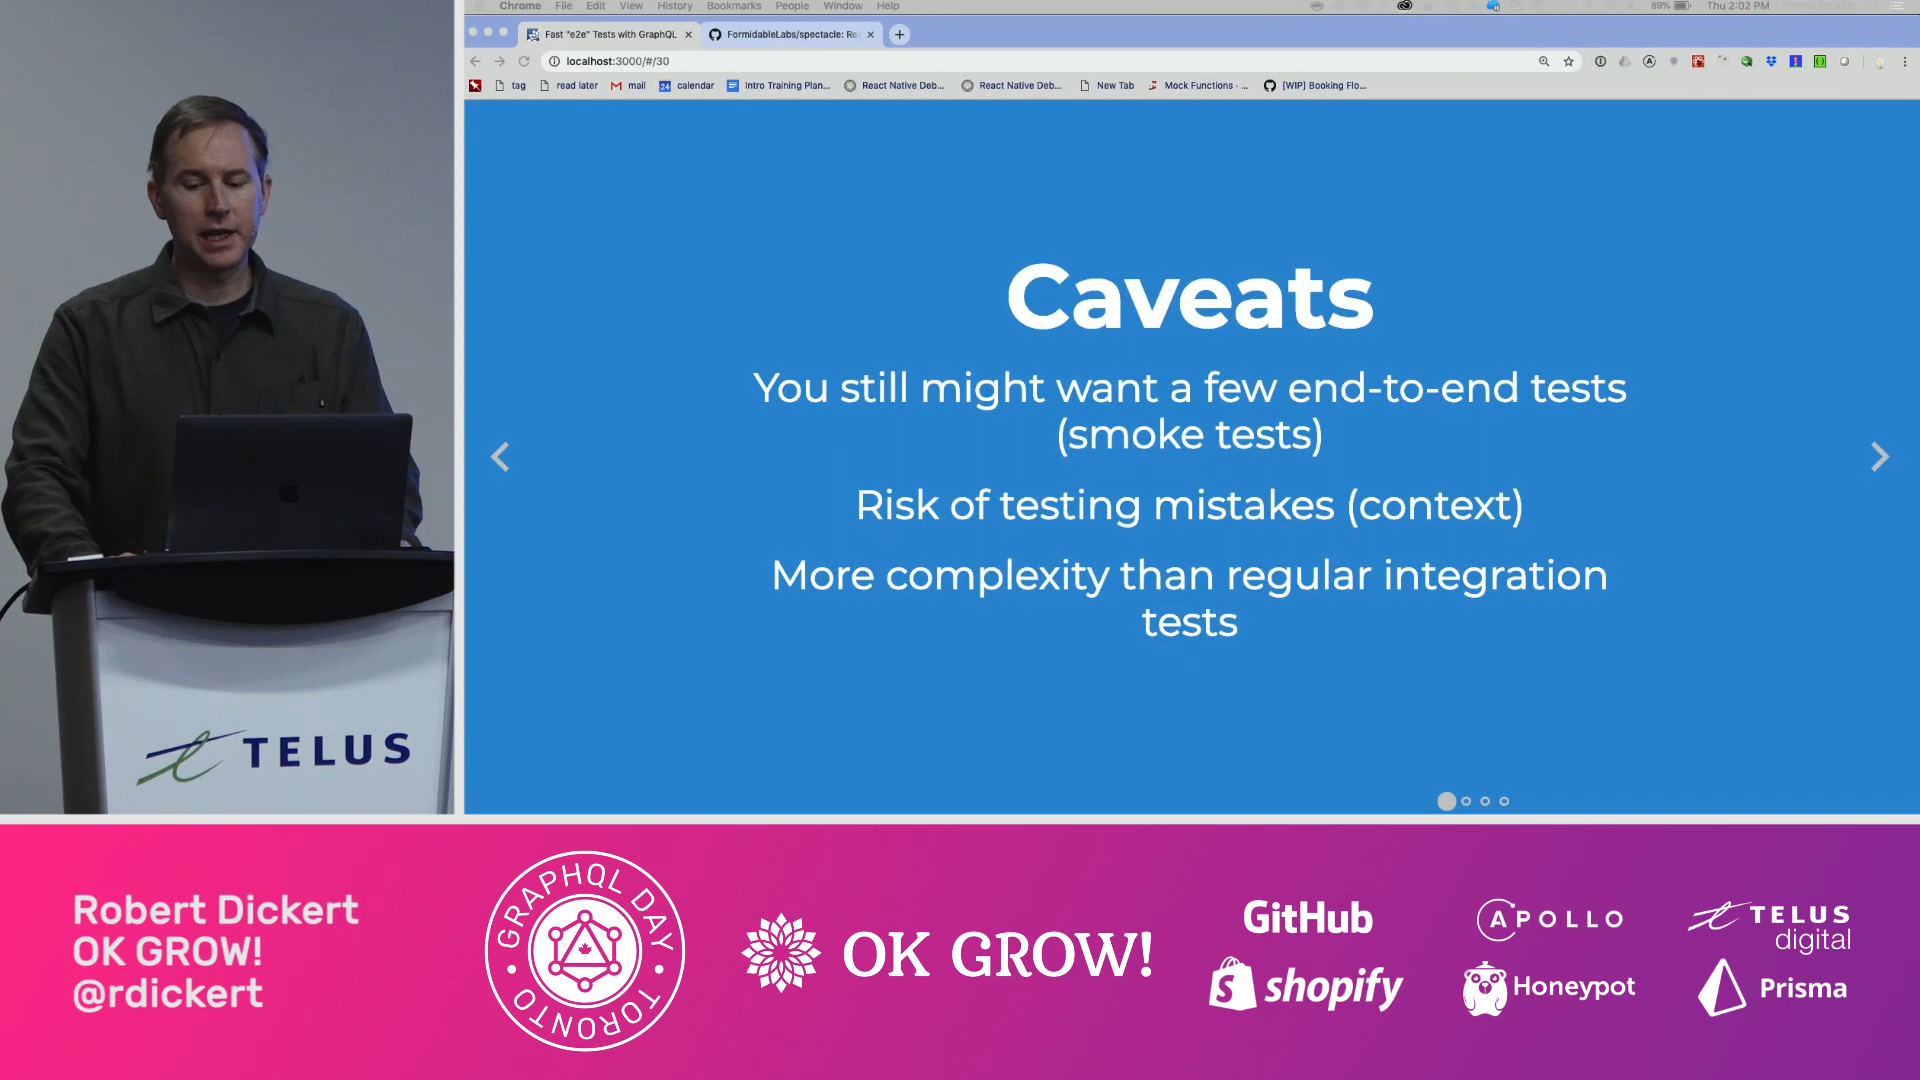 Chrome File Edit View History Bookmarks People Window Help
89% Thu 2:02 PM
Fast "e2e" Tests with GraphQL
FormidableLabs/spectacle: Re
localhost:3000/#/30
tag read later mail calendar Intro Training Plan... React Native Deb... React Native Deb... New Tab Mock Functions · ... [WIP] Booking Flo...
Caveats
You still might want a few end-to-end tests
(smoke tests)
Risk of testing mistakes (context)
More complexity than regular integration
tests
TELUS
Robert Dickert
OK GROW!
@rdickert
GRAPHQL DAY
TORONTO
OK GROW!
GitHub
APOLLO
TELUS
digital
shopify
Honeypot
Prisma